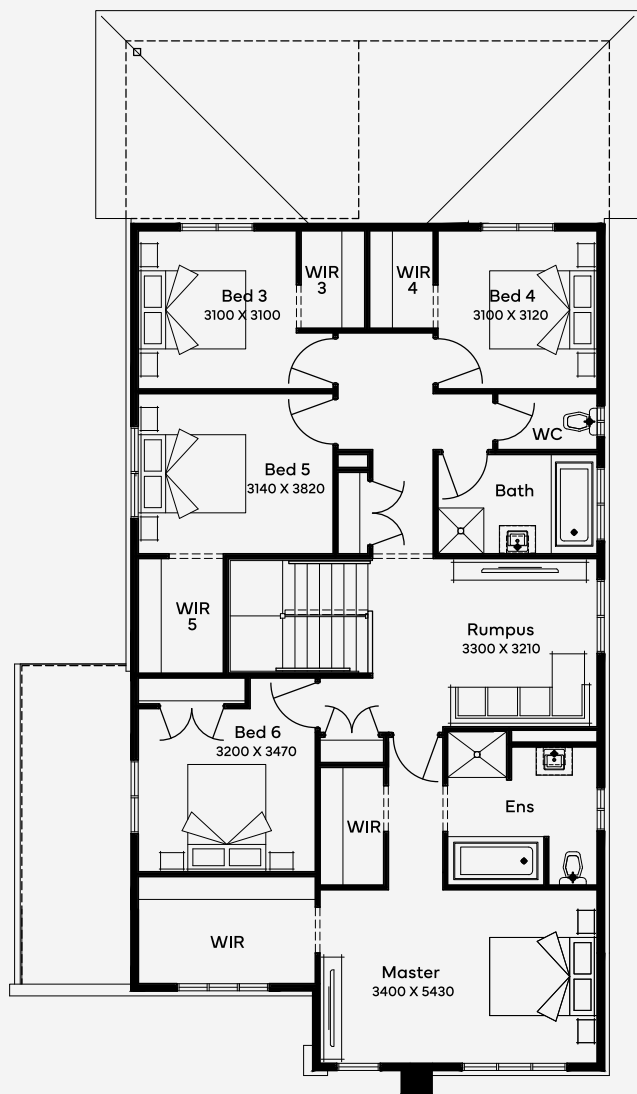 Bed 3
3100 X 3100
WIR
3
WIR
4
Bed 4
3100 X 3120
WC
Bed 5
3140 X 3820
Bath
WIR
5
Rumpus
3300 X 3210
Bed 6
3200 X 3470
Ens
WIR
WIR
Master
3400 X 5430